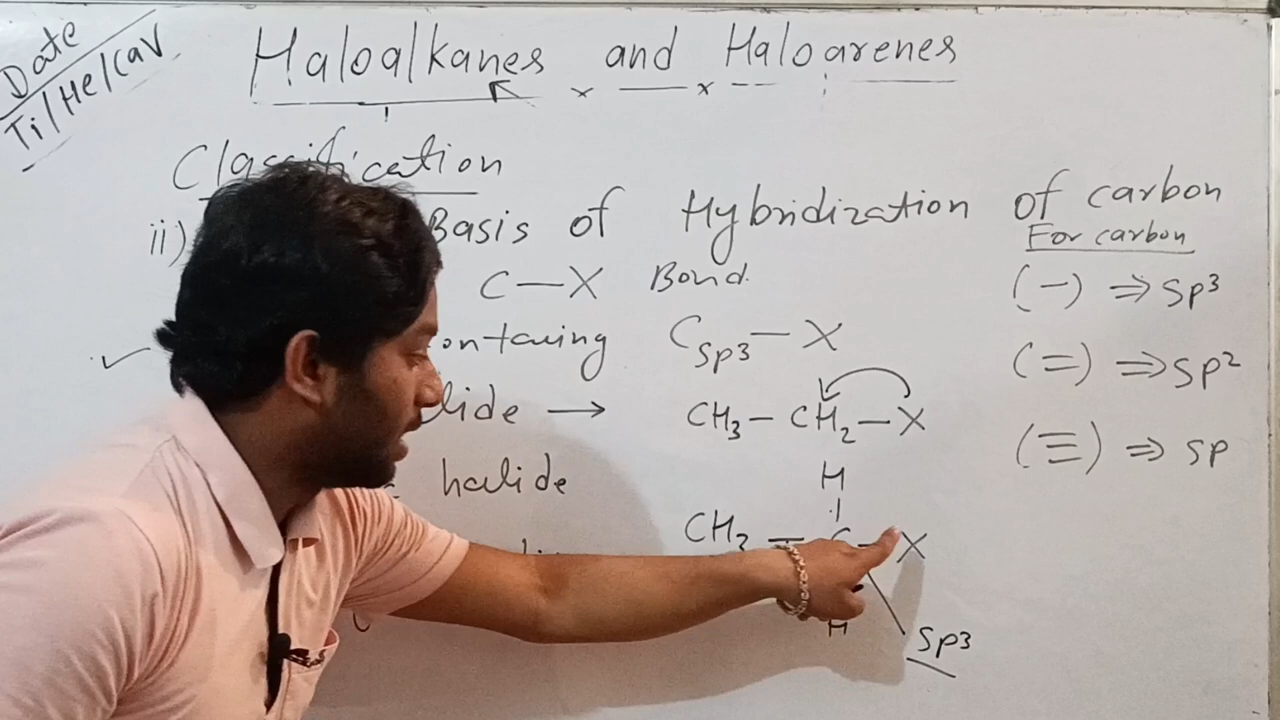 Date
Ti/He/Cav
Haloalkanes and Haloarenes
Classification
ii) Basis of Hybridization of carbon
C—X Bond.
ontaing Csp3—X
lide → CH3—CH2—X
halide
H
CH3—C—X
H
sp3
For carbon
(—) ⇒ sp3
(=) ⇒ sp2
(≡) ⇒ sp